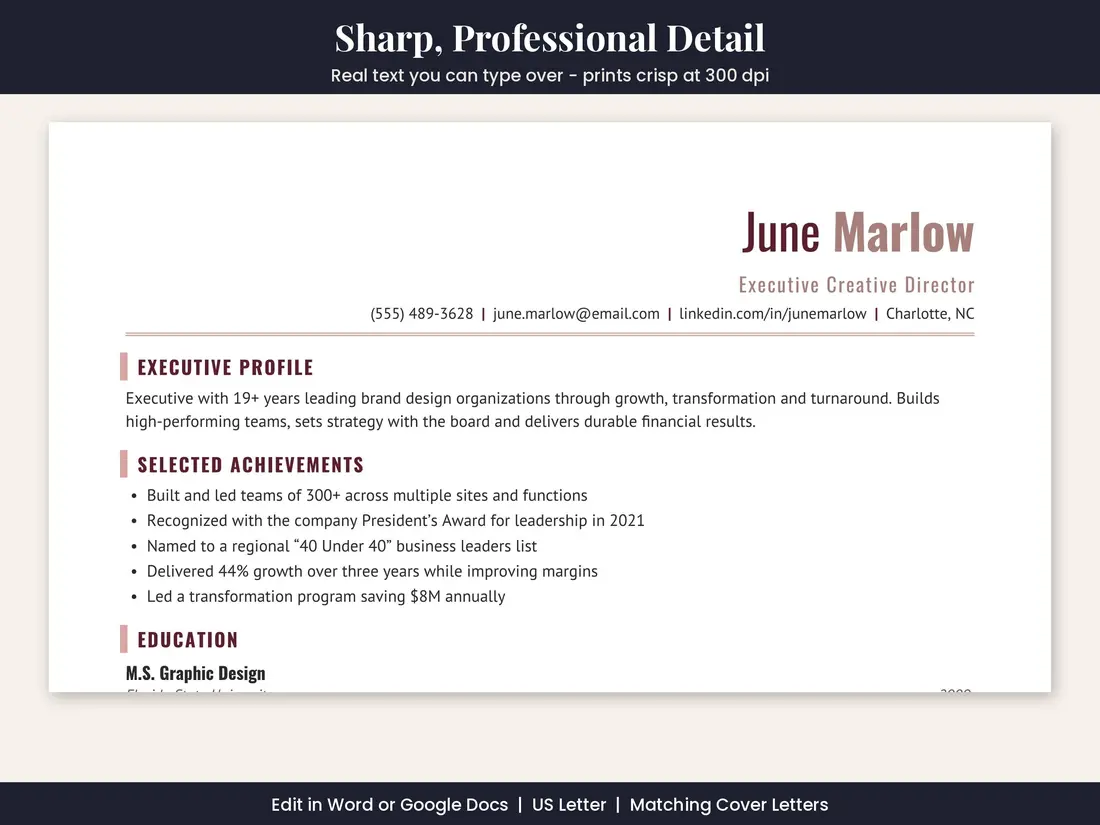 Sharp, Professional Detail
Real text you can type over - prints crisp at 300 dpi
June Marlow
Executive Creative Director
(555) 489-3628 | june.marlow@email.com | linkedin.com/in/junemarlow | Charlotte, NC
EXECUTIVE PROFILE
Executive with 19+ years leading brand design organizations through growth, transformation and turnaround. Builds
high-performing teams, sets strategy with the board and delivers durable financial results.
SELECTED ACHIEVEMENTS
• Built and led teams of 300+ across multiple sites and functions
• Recognized with the company President’s Award for leadership in 2021
• Named to a regional “40 Under 40” business leaders list
• Delivered 44% growth over three years while improving margins
• Led a transformation program saving $8M annually
EDUCATION
M.S. Graphic Design
Edit in Word or Google Docs | US Letter | Matching Cover Letters